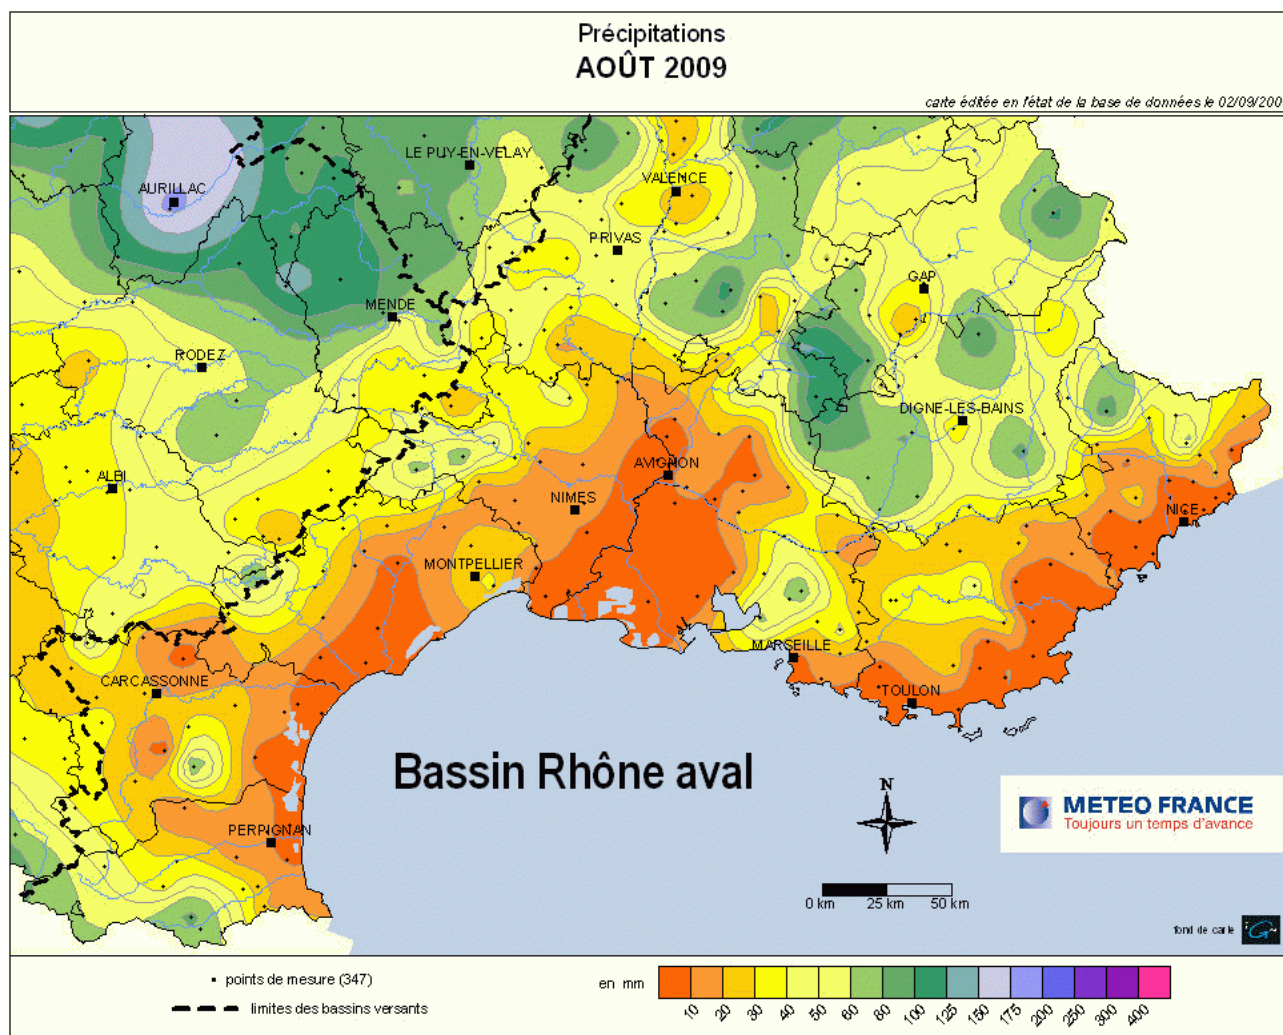 Précipitations
AOÛT 2009
carte éditée en l'état de la base de données le 02/09/200
LE PUY-EN-VELAY
AURILLAC
VALENCE
PRIVAS
GAP
MENDE
RODEZ
DIGNE-LES-BAINS
ALBI
AVIGNON
NIMES
NICE
MONTPELLIER
MARSEILLE
CARCASSONNE
TOULON
Bassin Rhône aval
N
METEO FRANCE
Toujours un temps d'avance
PERPIGNAN
0 km 25 km 50 km
fond de carte
points de mesure (347)
en mm
limites des bassins versants
10 20 30 40 50 60 80 100 125 150 175 200 250 300 400